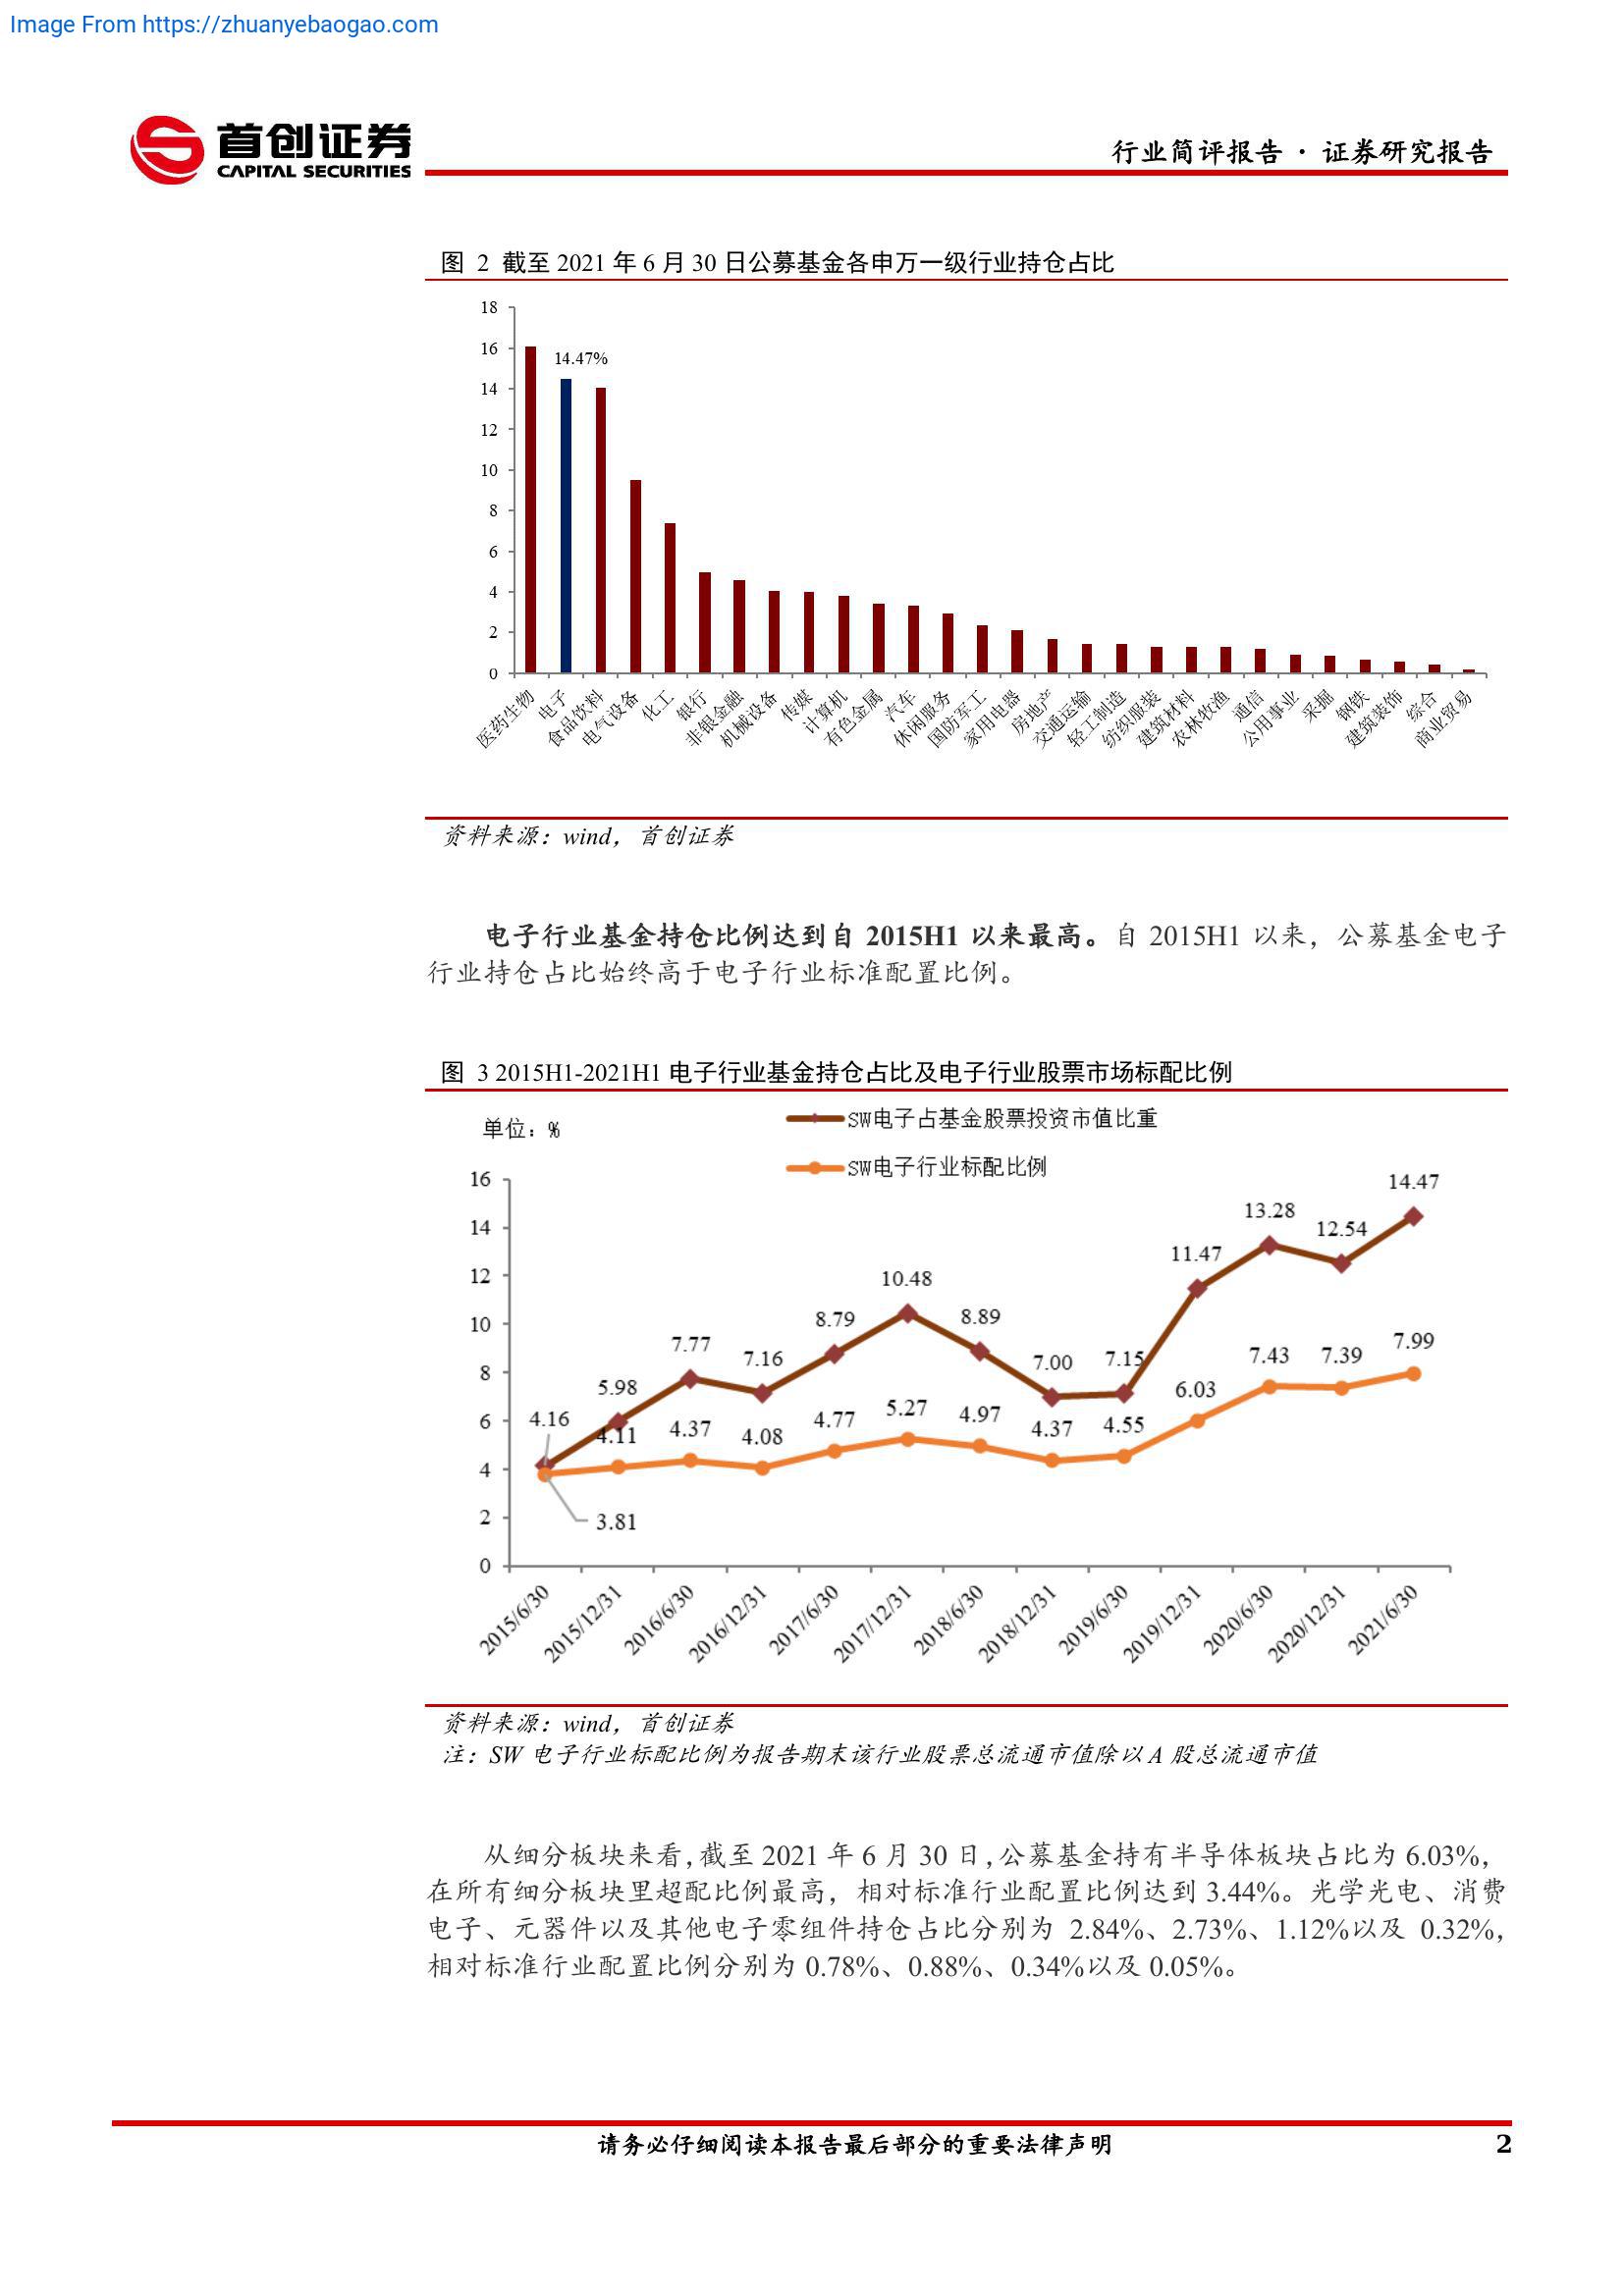 Image From https://zhuanyebaogao.com
首创证券
CAPITAL SECURITIES
行业简评报告 · 证券研究报告
图 2 截至 2021 年 6 月 30 日公募基金各申万一级行业持仓占比
18
16
14
12
10
8
6
4
2
0
14.47%
医药生物
电子
食品饮料
电气设备
化工
银行
非银金融
机械设备
传媒
计算机
有色金属
汽车
休闲服务
国防军工
家用电器
房地产
交通运输
轻工制造
纺织服装
建筑材料
农林牧渔
通信
公用事业
采掘
钢铁
建筑装饰
综合
商业贸易
资料来源：wind，首创证券
电子行业基金持仓比例达到自 2015H1 以来最高。自 2015H1 以来，公募基金电子
行业持仓占比始终高于电子行业标准配置比例。
图 3 2015H1-2021H1 电子行业基金持仓占比及电子行业股票市场标配比例
单位：%
SW电子占基金股票投资市值比重
SW电子行业标配比例
16
14
12
10
8
6
4
2
0
4.16
5.98
7.77
7.16
8.79
10.48
8.89
7.00
7.15
11.47
13.28
12.54
14.47
3.81
4.11
4.37
4.08
4.77
5.27
4.97
4.37
4.55
6.03
7.43
7.39
7.99
2015/6/30
2015/12/31
2016/6/30
2016/12/31
2017/6/30
2017/12/31
2018/6/30
2018/12/31
2019/6/30
2019/12/31
2020/6/30
2020/12/31
2021/6/30
资料来源：wind，首创证券
注：SW 电子行业标配比例为报告期末该行业股票总流通市值除以 A 股总流通市值
从细分板块来看，截至 2021 年 6 月 30 日，公募基金持有半导体板块占比为 6.03%，
在所有细分板块里超配比例最高，相对标准行业配置比例达到 3.44%。光学光电、消费
电子、元器件以及其他电子零组件持仓占比分别为 2.84%、2.73%、1.12%以及 0.32%，
相对标准行业配置比例分别为 0.78%、0.88%、0.34%以及 0.05%。
请务必仔细阅读本报告最后部分的重要法律声明
2